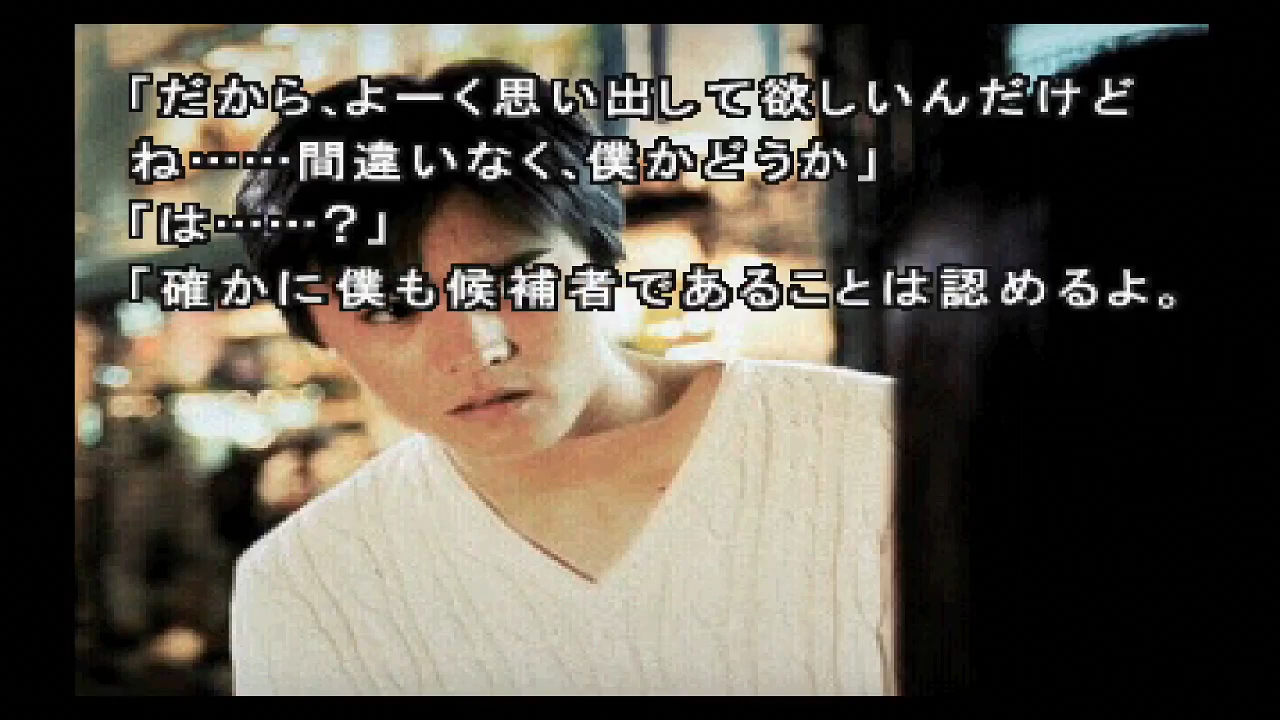 「だから、よーく思い出して欲しいんだけど
ね……間違いなく、僕かどうか」
「は……？」
「確かに僕も候補者であることは認めるよ。